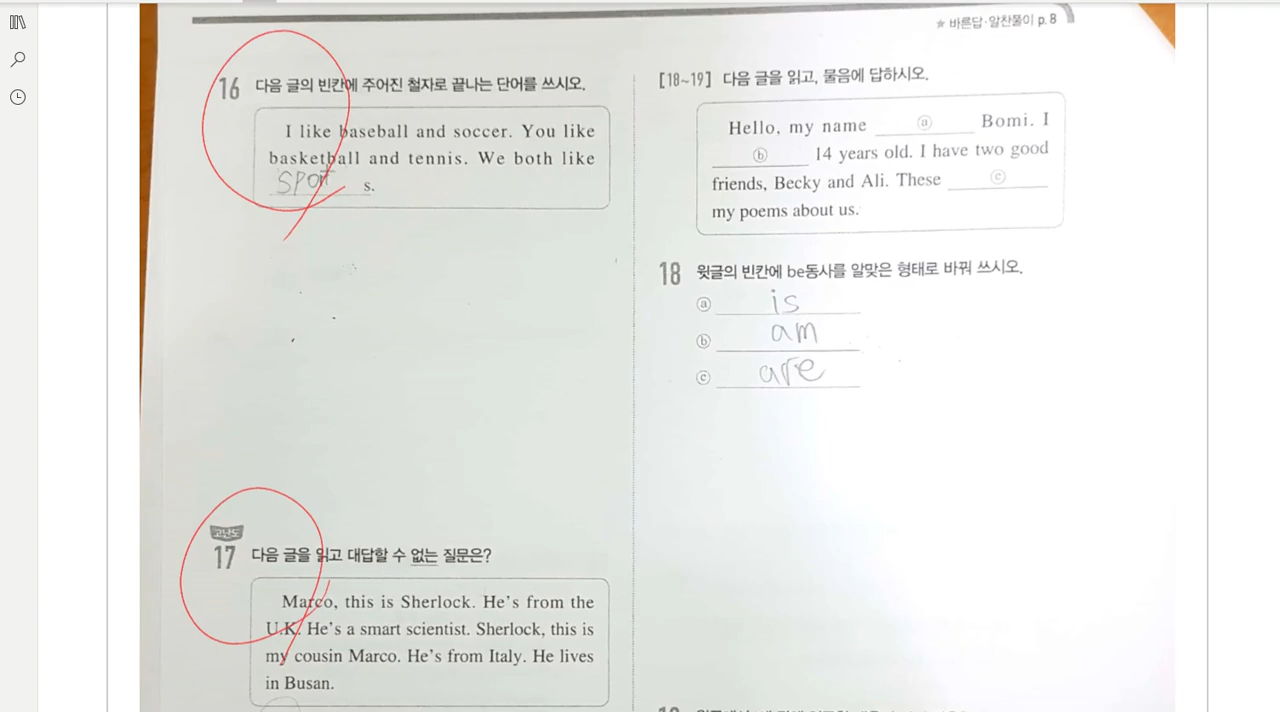 ★ 바른답·알찬풀이 p.8
16 다음 글의 빈칸에 주어진 철자로 끝나는 단어를 쓰시오.
I like baseball and soccer. You like
basketball and tennis. We both like
sport s.
고난도
17 다음 글을 읽고 대답할 수 없는 질문은?
Marco, this is Sherlock. He's from the
U.K. He's a smart scientist. Sherlock, this is
my cousin Marco. He's from Italy. He lives
in Busan.
[18~19] 다음 글을 읽고, 물음에 답하시오.
Hello, my name ⓐ Bomi. I
ⓑ 14 years old. I have two good
friends, Becky and Ali. These ⓒ
my poems about us.
18 윗글의 빈칸에 be동사를 알맞은 형태로 바꿔 쓰시오.
ⓐ is
ⓑ am
ⓒ are